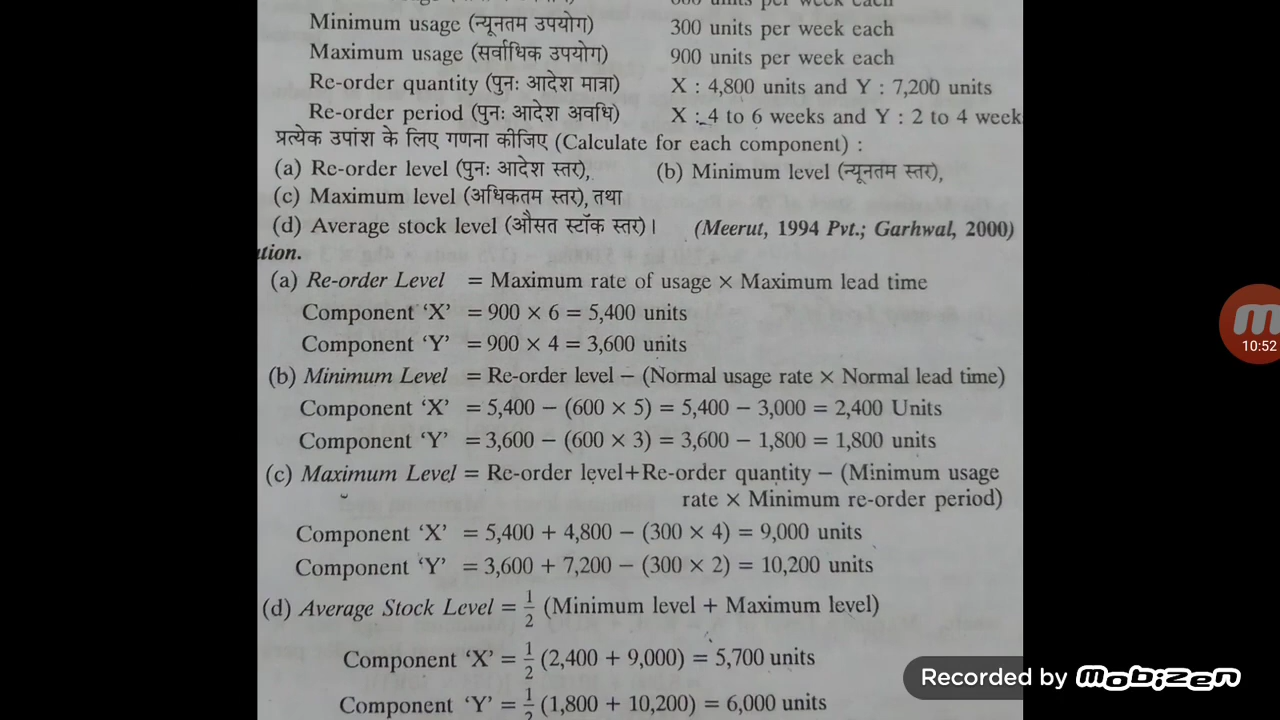 units per week each
Minimum usage (न्यूनतम उपयोग) 300 units per week each
Maximum usage (सर्वाधिक उपयोग) 900 units per week each
Re-order quantity (पुनः आदेश मात्रा) X : 4,800 units and Y : 7,200 units
Re-order period (पुनः आदेश अवधि) X : 4 to 6 weeks and Y : 2 to 4 week
प्रत्येक उपांश के लिए गणना कीजिए (Calculate for each component) :
(a) Re-order level (पुनः आदेश स्तर), (b) Minimum level (न्यूनतम स्तर),
(c) Maximum level (अधिकतम स्तर), तथा
(d) Average stock level (औसत स्टॉक स्तर)। (Meerut, 1994 Pvt.; Garhwal, 2000)
ution.
(a) Re-order Level = Maximum rate of usage × Maximum lead time
Component ‘X’ = 900 × 6 = 5,400 units
Component ‘Y’ = 900 × 4 = 3,600 units
(b) Minimum Level = Re-order level − (Normal usage rate × Normal lead time)
Component ‘X’ = 5,400 − (600 × 5) = 5,400 − 3,000 = 2,400 Units
Component ‘Y’ = 3,600 − (600 × 3) = 3,600 − 1,800 = 1,800 units
(c) Maximum Level = Re-order level+Re-order quantity − (Minimum usage
rate × Minimum re-order period)
Component ‘X’ = 5,400 + 4,800 − (300 × 4) = 9,000 units
Component ‘Y’ = 3,600 + 7,200 − (300 × 2) = 10,200 units
(d) Average Stock Level = 1/2 (Minimum level + Maximum level)
Component ‘X’ = 1/2 (2,400 + 9,000) = 5,700 units
Component ‘Y’ = 1/2 (1,800 + 10,200) = 6,000 units
10:52
Recorded by Mobizen